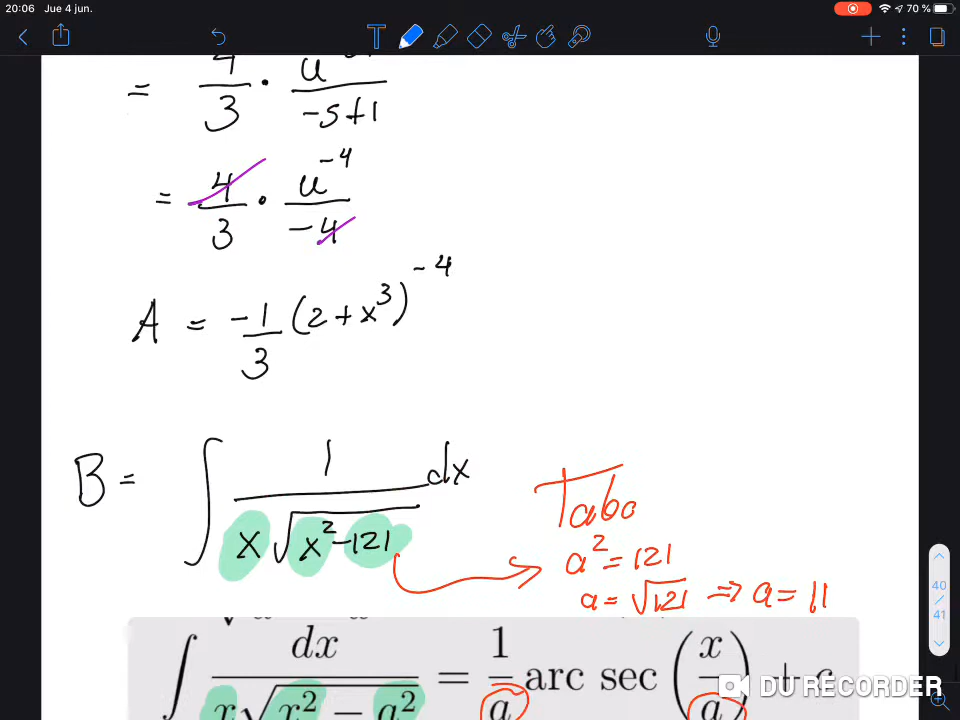 20:06 Jue 4 jun. 70 %
T
= 4/3 · u/-5+1
= 4/3 · u^-4/-4
A = -1/3 (2 + x^3)^-4
B = ∫ 1/x√x^2-121 dx
Tabo
a^2 = 121
a = √121 ⇒ a = 11
∫ dx/x√x^2 − a^2 = 1/a arc sec (x/a) + c
DU RECORDER
40
/
41